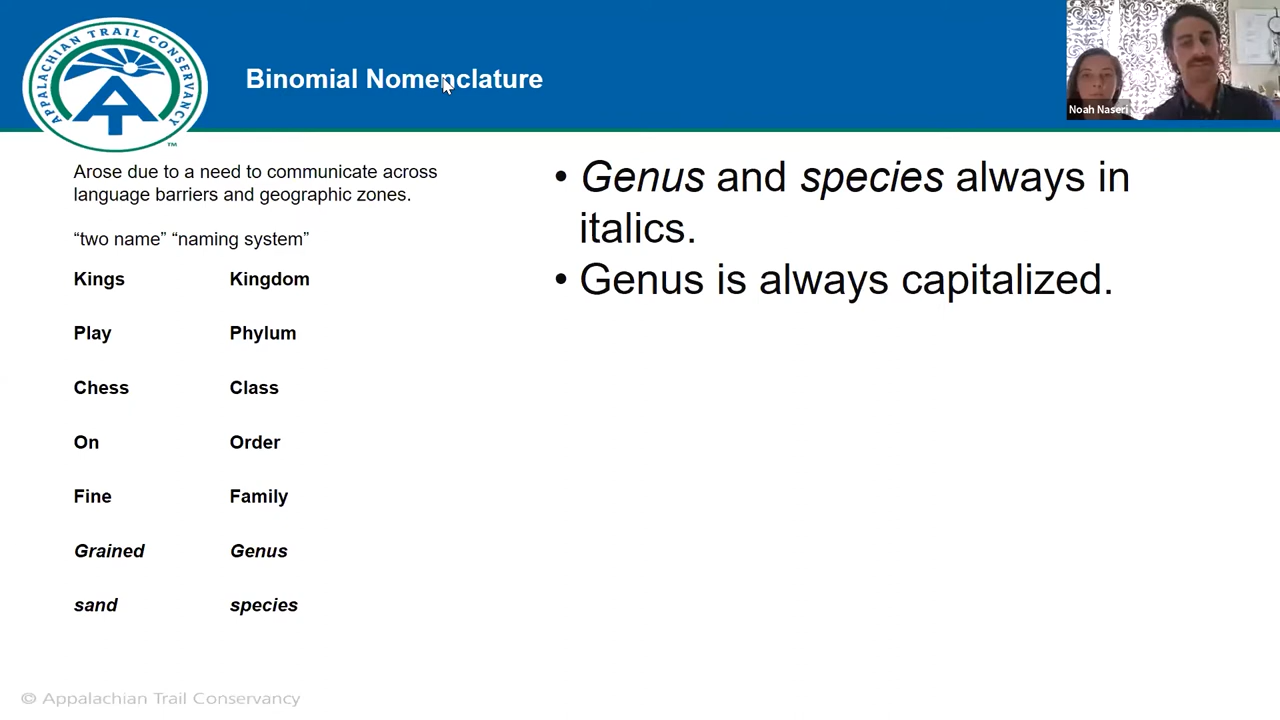 APPALACHIAN TRAIL CONSERVANCY
TM
Binomial Nomenclature
Noah Naseri
Arose due to a need to communicate across
language barriers and geographic zones.
“two name” “naming system”
Kings Kingdom
Play Phylum
Chess Class
On Order
Fine Family
Grained Genus
sand species
• Genus and species always in
italics.
• Genus is always capitalized.
© Appalachian Trail Conservancy